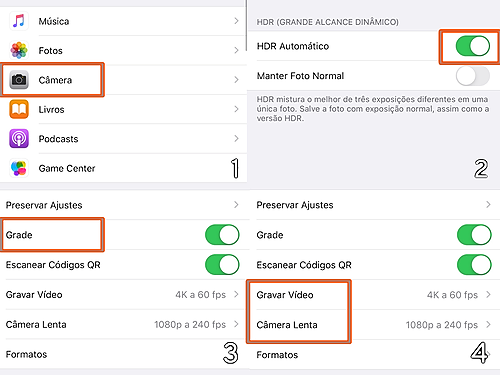 Música
Fotos
Câmera
Livros
Podcasts
Game Center
1
HDR (GRANDE ALCANCE DINÂMICO)
HDR Automático
Manter Foto Normal
HDR mistura o melhor de três exposições diferentes em uma
única foto. Salve a foto com exposição normal, assim como a
versão HDR.
2
Preservar Ajustes
Grade
Escanear Códigos QR
Gravar Vídeo 4K a 60 fps
Câmera Lenta 1080p a 240 fps
Formatos
3
Preservar Ajustes
Grade
Escanear Códigos QR
Gravar Vídeo 4K a 60 fps
Câmera Lenta 1080p a 240 fps
Formatos
4